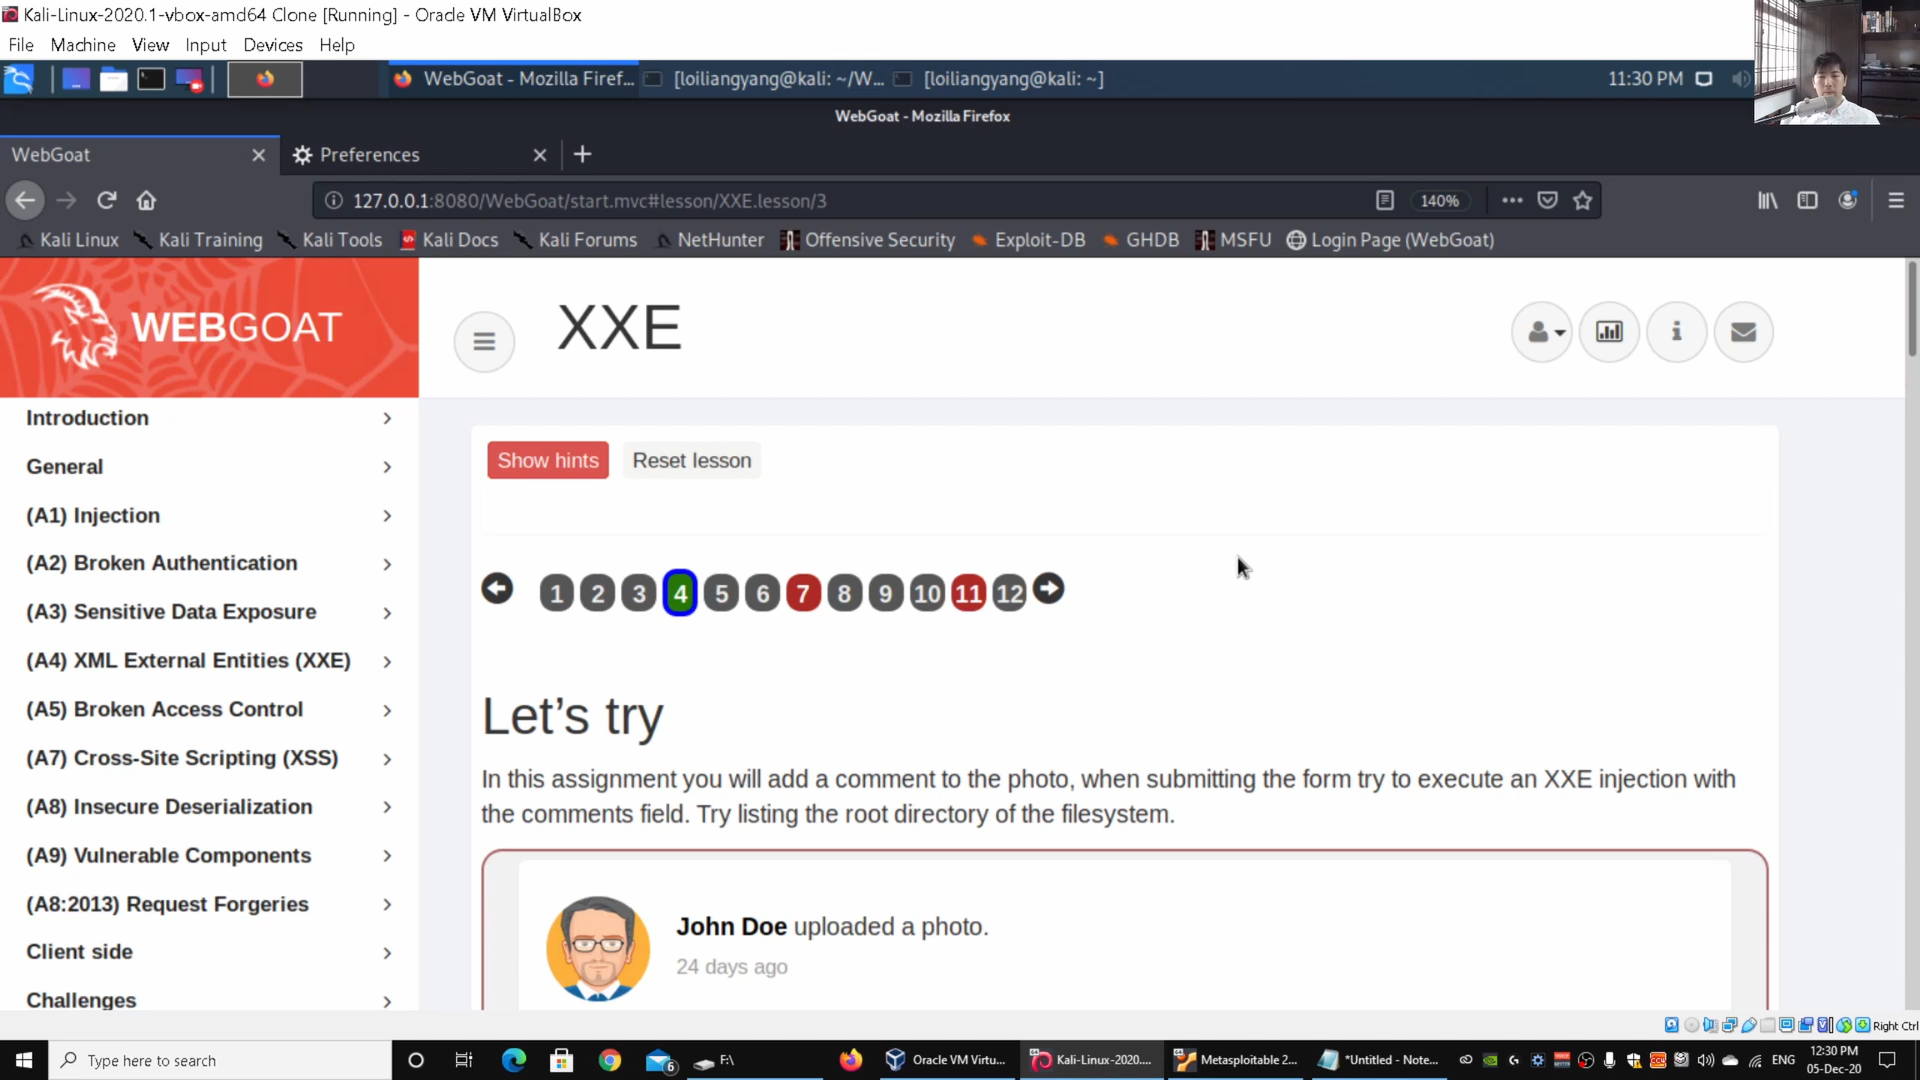 Kali-Linux-2020.1-vbox-amd64 Clone [Running] - Oracle VM VirtualBox
File Machine View Input Devices Help
WebGoat - Mozilla Firef... [loiliangyang@kali: ~/W... [loiliangyang@kali: ~] 11:30 PM
WebGoat - Mozilla Firefox
WebGoat Preferences
127.0.0.1:8080/WebGoat/start.mvc#lesson/XXE.lesson/3 140%
Kali Linux Kali Training Kali Tools Kali Docs Kali Forums NetHunter Offensive Security Exploit-DB GHDB MSFU Login Page (WebGoat)
WEBGOAT
XXE
Introduction
General
(A1) Injection
(A2) Broken Authentication
(A3) Sensitive Data Exposure
(A4) XML External Entities (XXE)
(A5) Broken Access Control
(A7) Cross-Site Scripting (XSS)
(A8) Insecure Deserialization
(A9) Vulnerable Components
(A8:2013) Request Forgeries
Client side
Challenges
Show hints Reset lesson
1 2 3 4 5 6 7 8 9 10 11 12
Let's try
In this assignment you will add a comment to the photo, when submitting the form try to execute an XXE injection with
the comments field. Try listing the root directory of the filesystem.
John Doe uploaded a photo.
24 days ago
Right Ctrl
Type here to search
6
F:\
Oracle VM Virtu...
Kali-Linux-2020....
Metasploitable 2...
*Untitled - Note...
ENG
12:30 PM
05-Dec-20